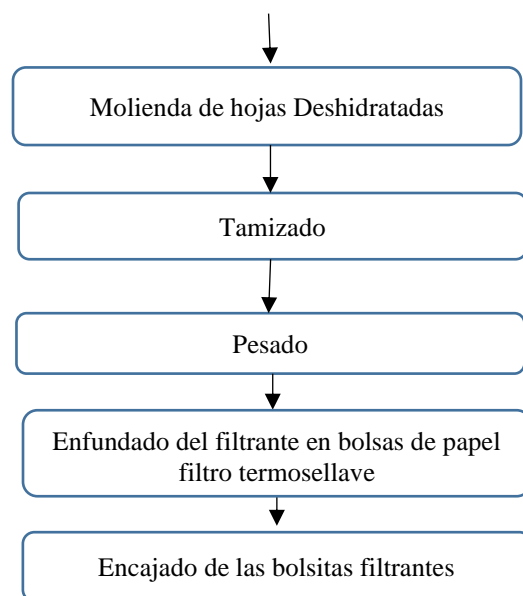 Molienda de hojas Deshidratadas
Tamizado
Pesado
Enfundado del filtrante en bolsas de papel
filtro termosellave
Encajado de las bolsitas filtrantes